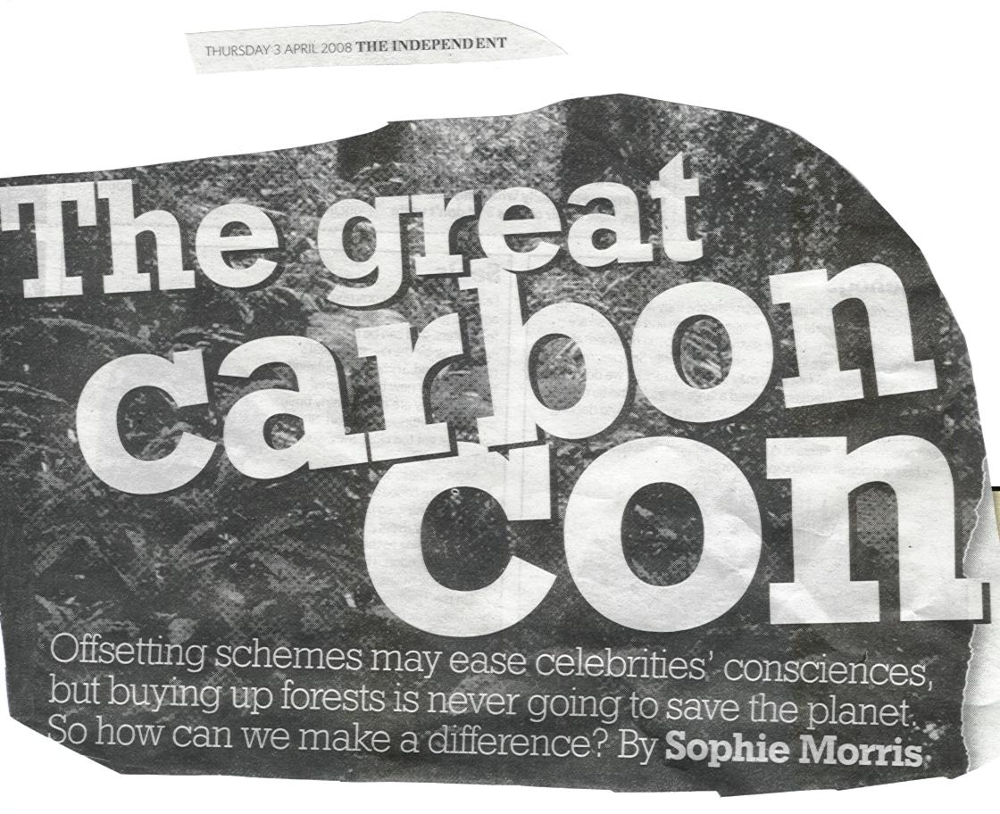 THURSDAY 3 APRIL 2008 THE INDEPENDENT
The great
carbon
con
Offsetting schemes may ease celebrities' consciences,
but buying up forests is never going to save the planet.
So how can we make a difference? By Sophie Morris